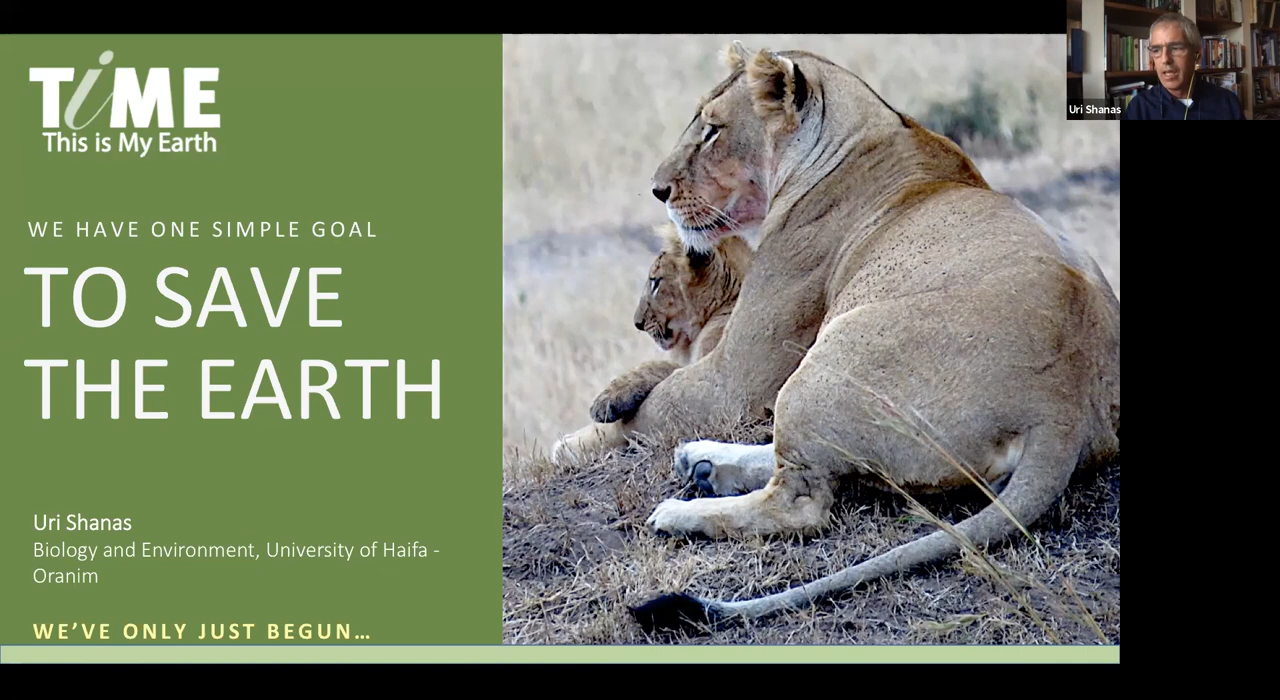 TiME
This is My Earth
WE HAVE ONE SIMPLE GOAL
TO SAVE
THE EARTH
Uri Shanas
Biology and Environment, University of Haifa -
Oranim
WE’VE ONLY JUST BEGUN…
Uri Shanas